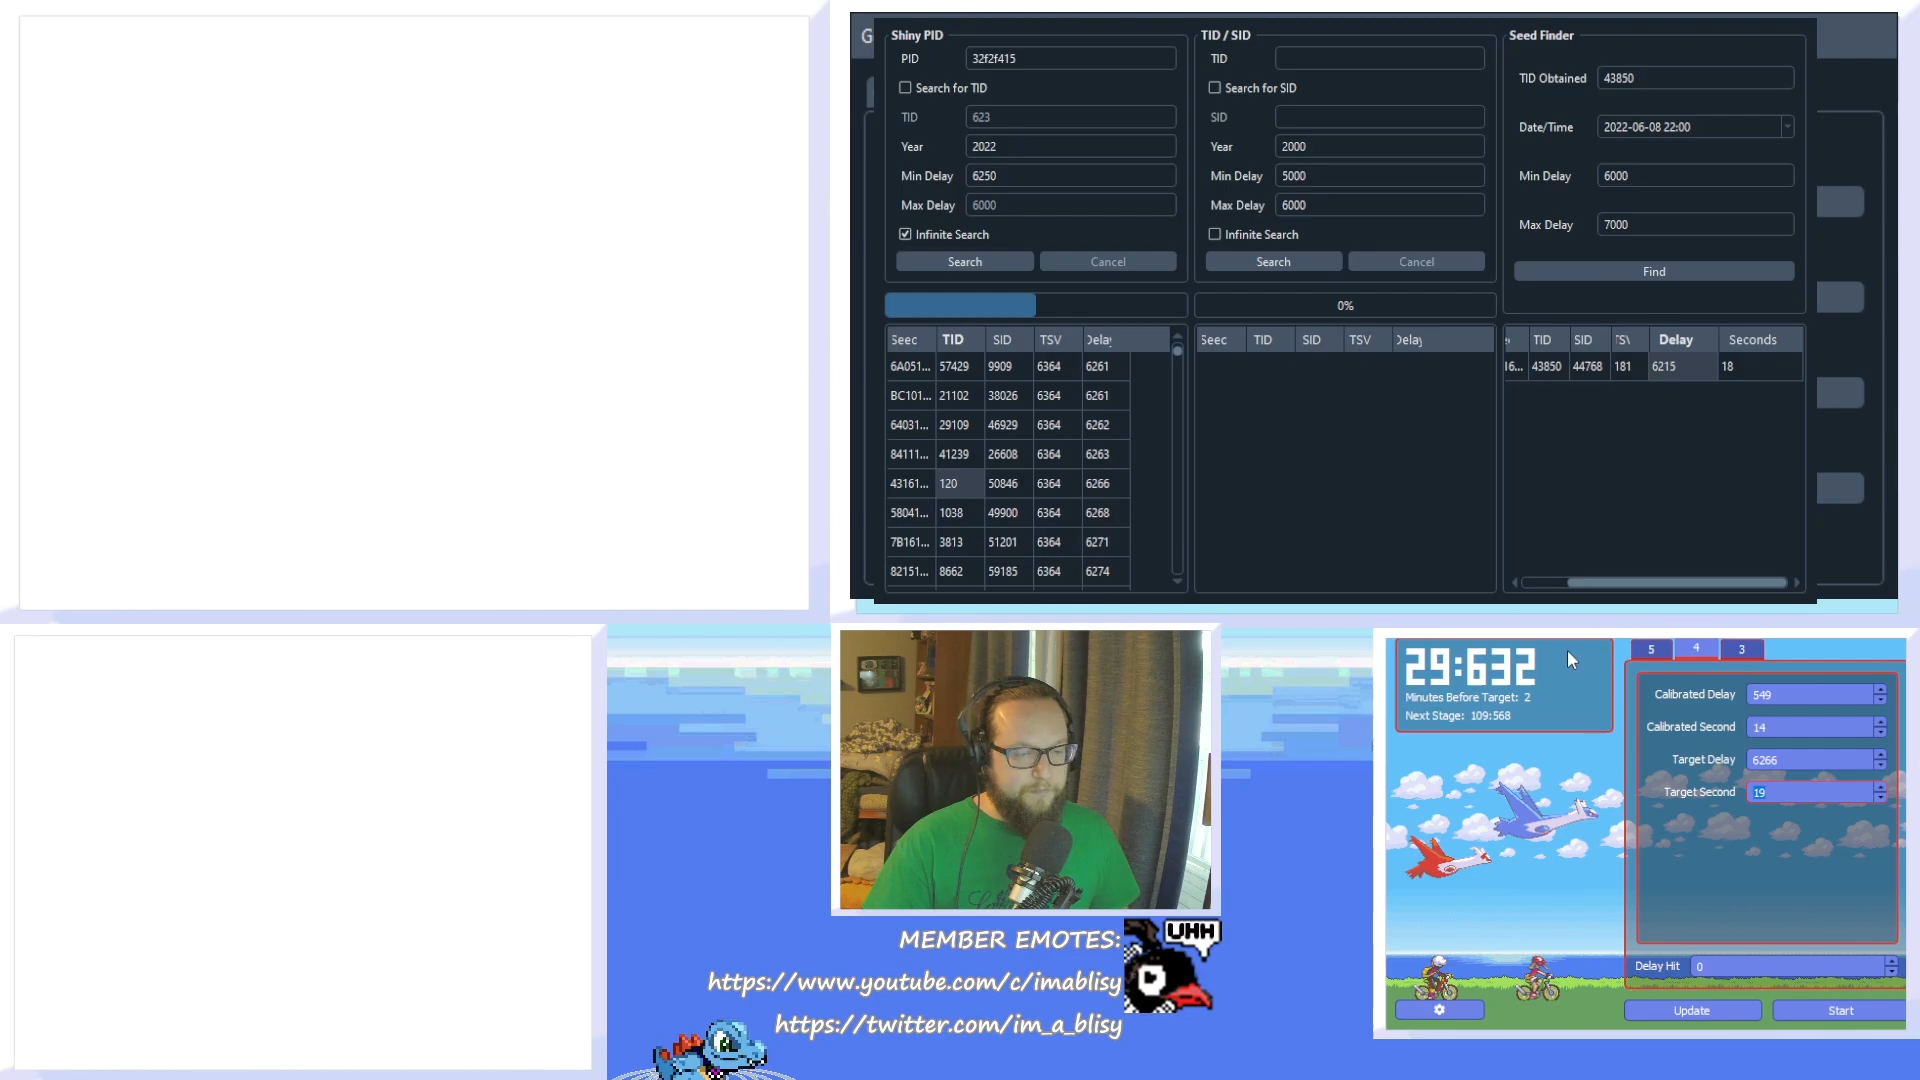 G
Shiny PID
PID 32f2f415
Search for TID
TID 623
Year 2022
Min Delay 6250
Max Delay 6000
Infinite Search
Search Cancel
Seec TID SID TSV Delay
6A051... 57429 9909 6364 6261
BC101... 21102 38026 6364 6261
64031... 29109 46929 6364 6262
84111... 41239 26608 6364 6263
43161... 120 50846 6364 6266
58041... 1038 49900 6364 6268
7B161... 3813 51201 6364 6271
82151... 8662 59185 6364 6274
TID / SID
TID
Search for SID
SID
Year 2000
Min Delay 5000
Max Delay 6000
Infinite Search
Search Cancel
0%
Seec TID SID TSV Delay
Seed Finder
TID Obtained 43850
Date/Time 2022-06-08 22:00
Min Delay 6000
Max Delay 7000
Find
TID SID Delay Seconds
16... 43850 44768 181 6215 18
29:632
Minutes Before Target: 2
Next Stage: 109:568
5 4 3
Calibrated Delay 549
Calibrated Second 14
Target Delay 6266
Target Second 19
Delay Hit 0
Update Start
MEMBER EMOTES:
UHH
https://www.youtube.com/c/imablisy
https://twitter.com/im_a_blisy